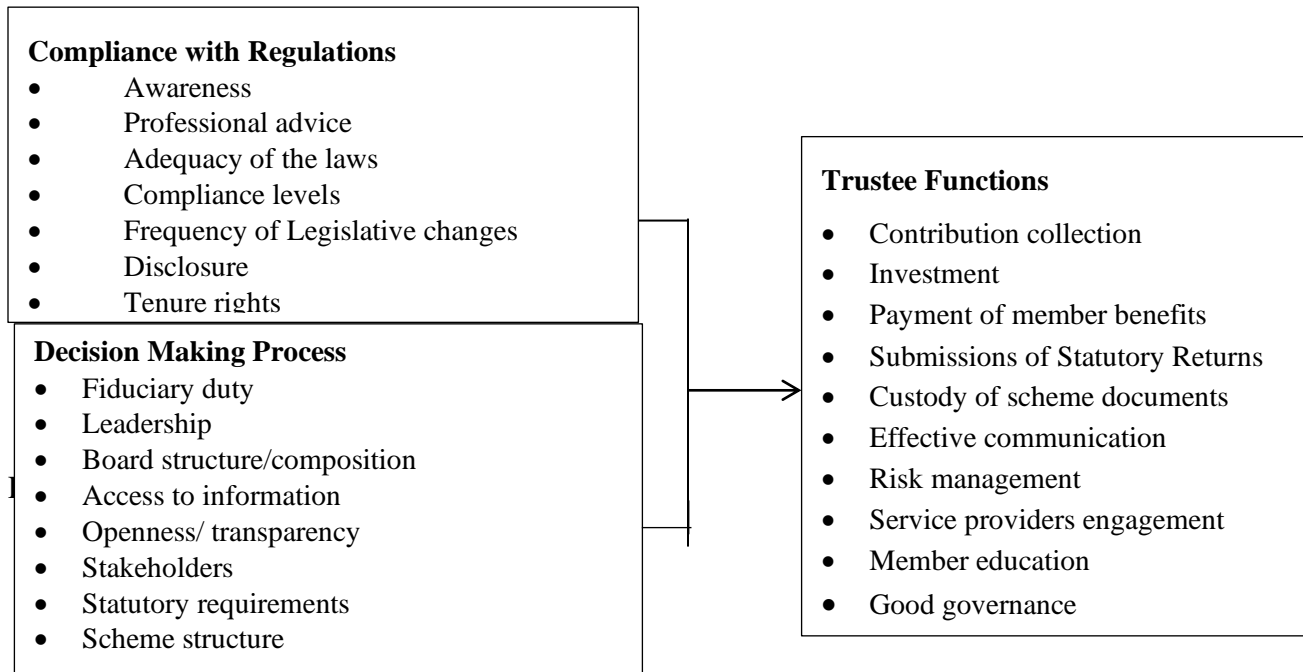 Compliance with Regulations
• Awareness
• Professional advice
• Adequacy of the laws
• Compliance levels
• Frequency of Legislative changes
• Disclosure
• Tenure rights
Decision Making Process
• Fiduciary duty
• Leadership
• Board structure/composition
• Access to information
• Openness/ transparency
• Stakeholders
• Statutory requirements
• Scheme structure
Trustee Functions
• Contribution collection
• Investment
• Payment of member benefits
• Submissions of Statutory Returns
• Custody of scheme documents
• Effective communication
• Risk management
• Service providers engagement
• Member education
• Good governance